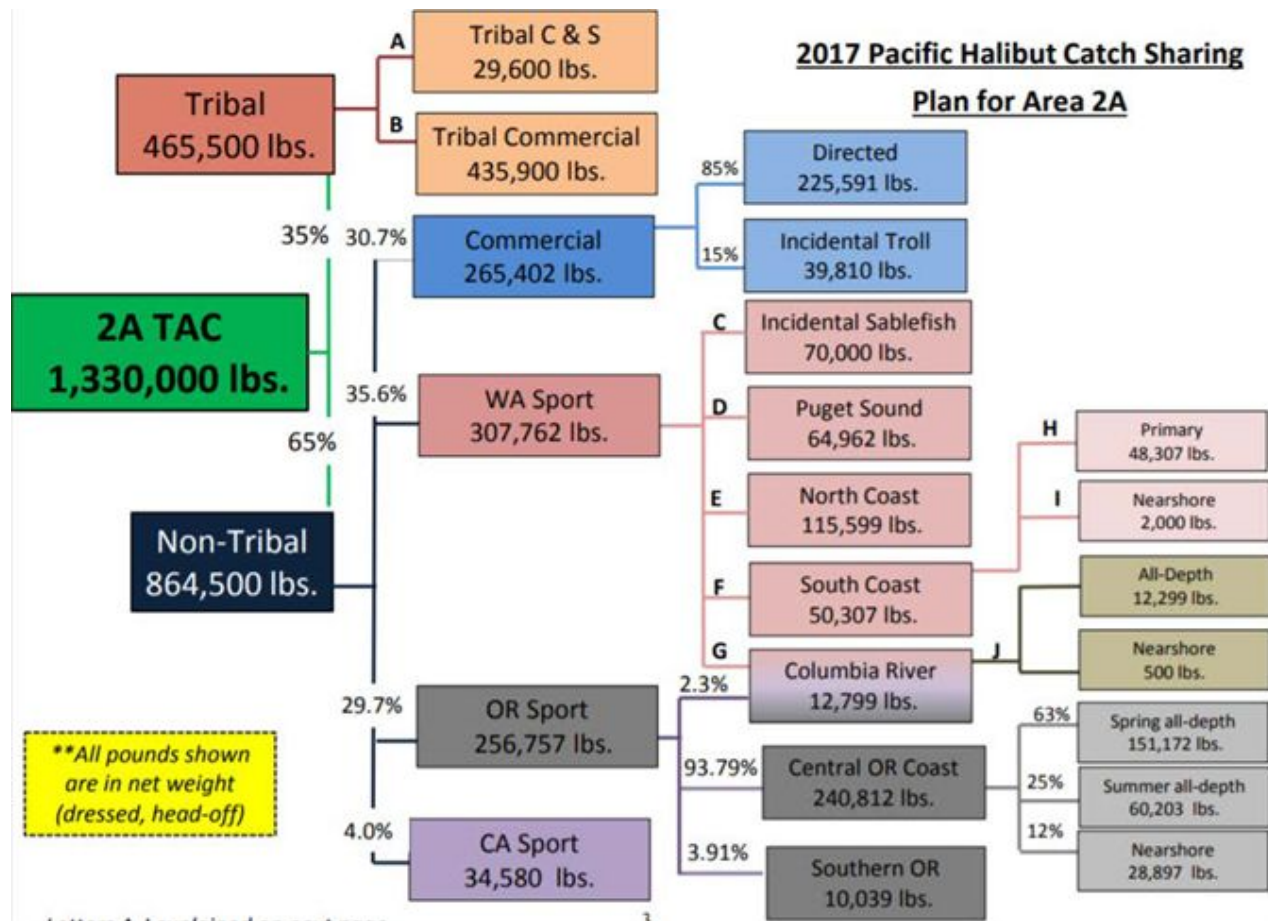 2017 Pacific Halibut Catch Sharing
Plan for Area 2A
A
Tribal C & S
29,600 lbs.
Tribal
465,500 lbs.
B
Tribal Commercial
435,900 lbs.
35%
30.7%
Commercial
265,402 lbs.
85%
Directed
225,591 lbs.
15%
Incidental Troll
39,810 lbs.
2A TAC
1,330,000 lbs.
65%
35.6%
WA Sport
307,762 lbs.
C
Incidental Sablefish
70,000 lbs.
D
Puget Sound
64,962 lbs.
E
North Coast
115,599 lbs.
F
South Coast
50,307 lbs.
G
Columbia River
12,799 lbs.
H
Primary
48,307 lbs.
I
Nearshore
2,000 lbs.
All-Depth
12,299 lbs.
J
Nearshore
500 lbs.
Non-Tribal
864,500 lbs.
29.7%
OR Sport
256,757 lbs.
2.3%
93.79%
Central OR Coast
240,812 lbs.
63%
Spring all-depth
151,172 lbs.
25%
Summer all-depth
60,203 lbs.
12%
Nearshore
28,897 lbs.
3.91%
Southern OR
10,039 lbs.
4.0%
CA Sport
34,580 lbs.
**All pounds shown
are in net weight
(dressed, head-off)
3